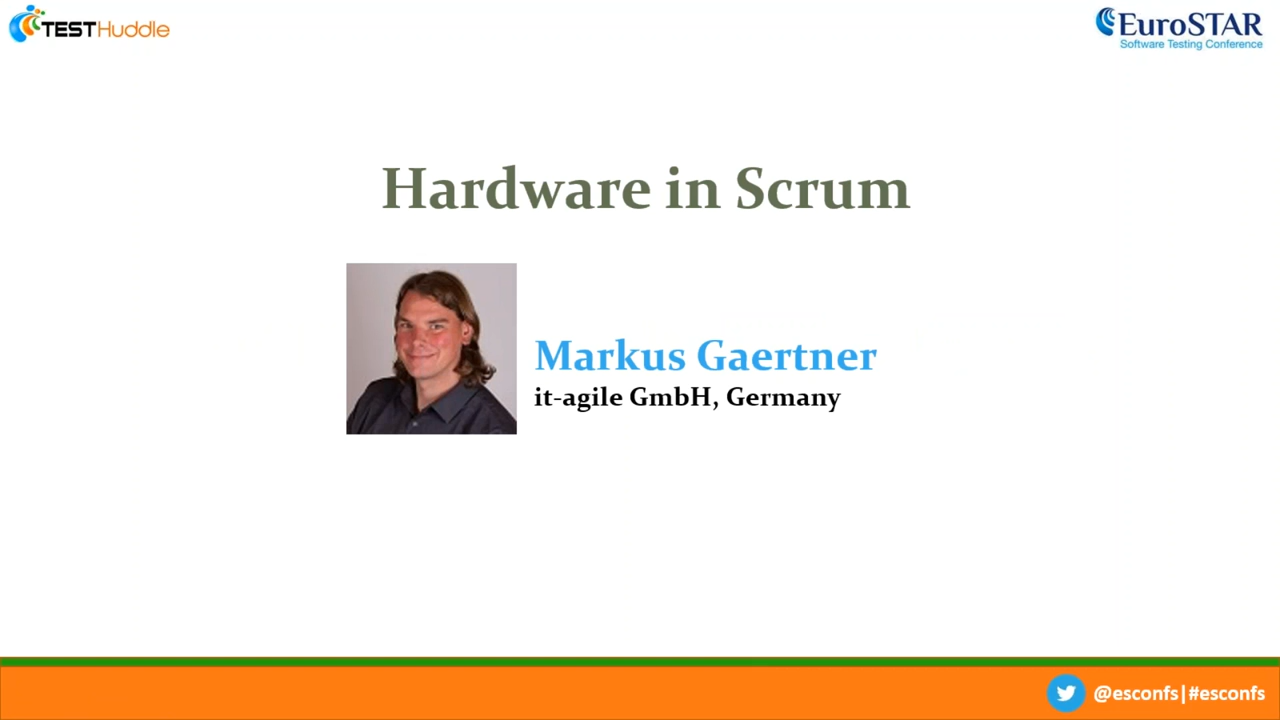 TESTHuddle
EuroSTAR
Software Testing Conference
Hardware in Scrum
Markus Gaertner
it-agile GmbH, Germany
@esconfs|#esconfs